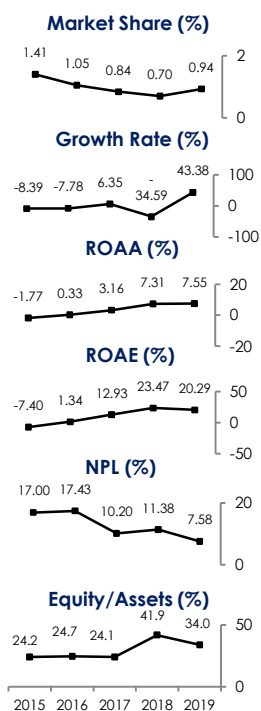 Market Share (%)
1.41 1.05 0.84 0.70 0.94
2
0
Growth Rate (%)
-8.39 -7.78 6.35 -34.59 43.38
100
0
-100
ROAA (%)
-1.77 0.33 3.16 7.31 7.55
20
0
-20
ROAE (%)
-7.40 1.34 12.93 23.47 20.29
50
0
-50
NPL (%)
17.00 17.43 10.20 11.38 7.58
20
0
Equity/Assets (%)
24.2 24.7 24.1 41.9 34.0
50
0
2015 2016 2017 2018 2019